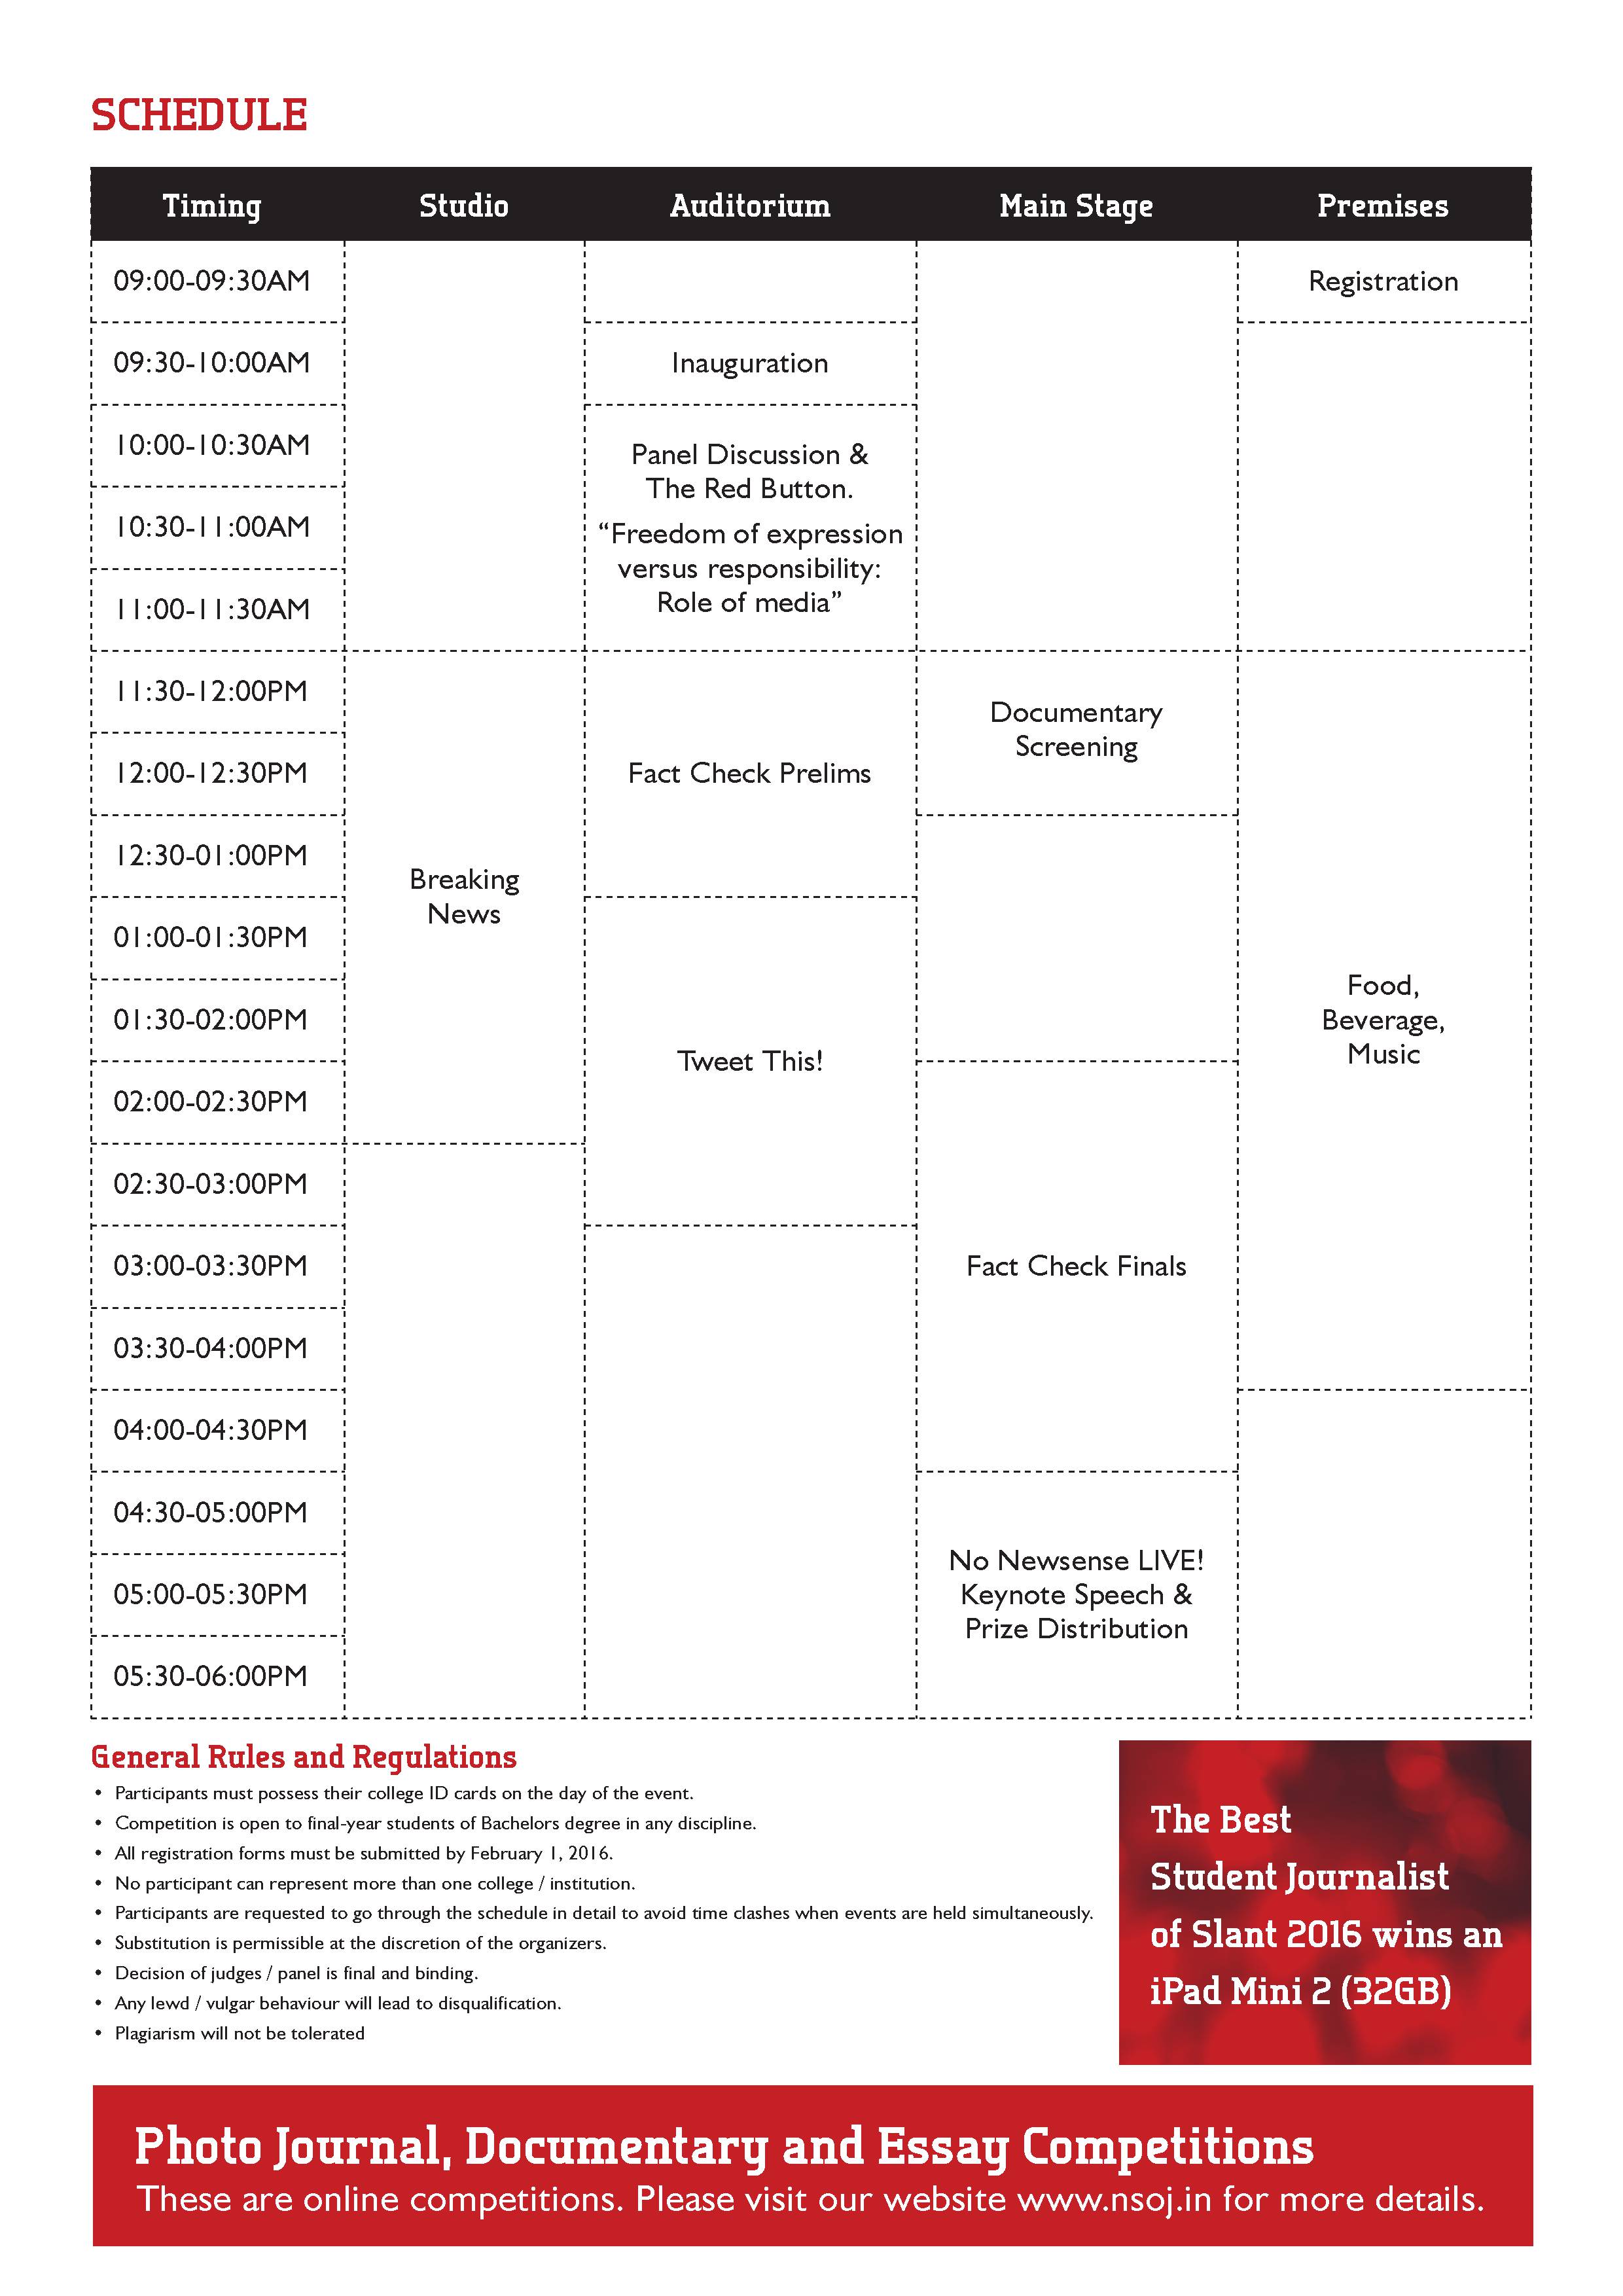 SCHEDULE
Timing Studio Auditorium Main Stage Premises
09:00-09:30AM Registration
09:30-10:00AM Inauguration
10:00-10:30AM
Panel Discussion &
The Red Button.
10:30-11:00AM
“Freedom of expression
versus responsibility:
Role of media”
11:00-11:30AM
11:30-12:00PM
Documentary
Screening
12:00-12:30PM Fact Check Prelims
12:30-01:00PM
Breaking
News
01:00-01:30PM
Food,
Beverage,
Music
01:30-02:00PM
Tweet This!
02:00-02:30PM
02:30-03:00PM
03:00-03:30PM Fact Check Finals
03:30-04:00PM
04:00-04:30PM
04:30-05:00PM
No Newsense LIVE!
Keynote Speech &
Prize Distribution
05:00-05:30PM
05:30-06:00PM
General Rules and Regulations
• Participants must possess their college ID cards on the day of the event.
• Competition is open to final-year students of Bachelors degree in any discipline.
• All registration forms must be submitted by February 1, 2016.
• No participant can represent more than one college / institution.
• Participants are requested to go through the schedule in detail to avoid time clashes when events are held simultaneously.
• Substitution is permissible at the discretion of the organizers.
• Decision of judges / panel is final and binding.
• Any lewd / vulgar behaviour will lead to disqualification.
• Plagiarism will not be tolerated
The Best
Student Journalist
of Slant 2016 wins an
iPad Mini 2 (32GB)
Photo Journal, Documentary and Essay Competitions
These are online competitions. Please visit our website www.nsoj.in for more details.